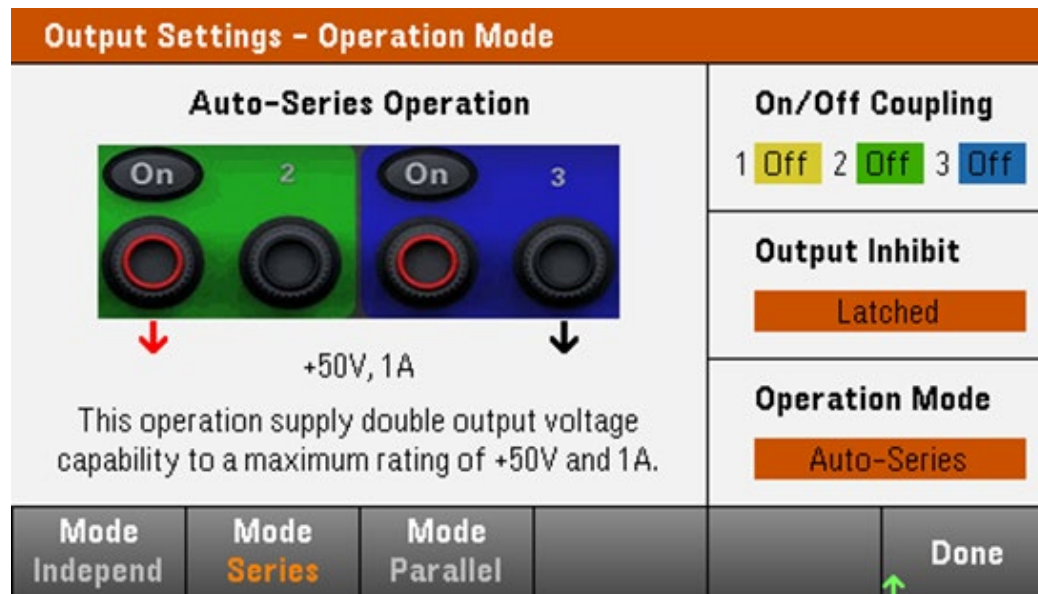 Output Settings - Operation Mode
Auto-Series Operation
On 2 On 3
+50V, 1A
This operation supply double output voltage
capability to a maximum rating of +50V and 1A.
On/Off Coupling
1 Off 2 Off 3 Off
Output Inhibit
Latched
Operation Mode
Auto-Series
Mode
Independ
Mode
Series
Mode
Parallel
Done